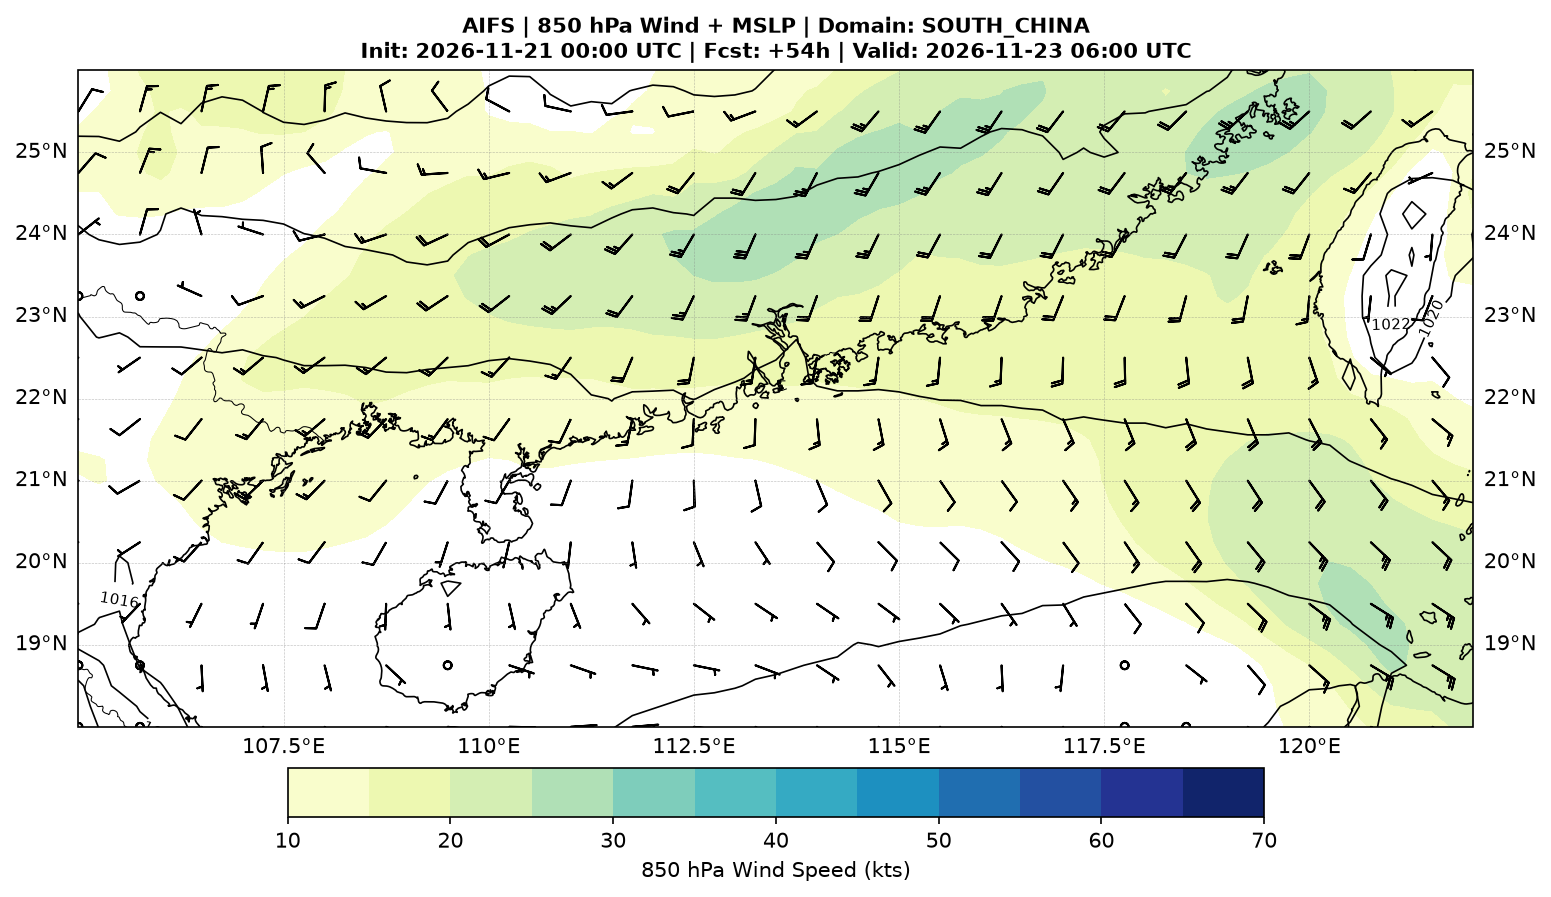 AIFS | 850 hPa Wind + MSLP | Domain: SOUTH_CHINA
Init: 2026-11-21 00:00 UTC | Fcst: +54h | Valid: 2026-11-23 06:00 UTC
25°N
25°N
24°N
24°N
23°N
1022
1020
23°N
22°N
22°N
21°N
21°N
20°N
20°N
1016
19°N
19°N
107.5°E
110°E
112.5°E
115°E
117.5°E
120°E
10
20
30
40
50
60
70
850 hPa Wind Speed (kts)